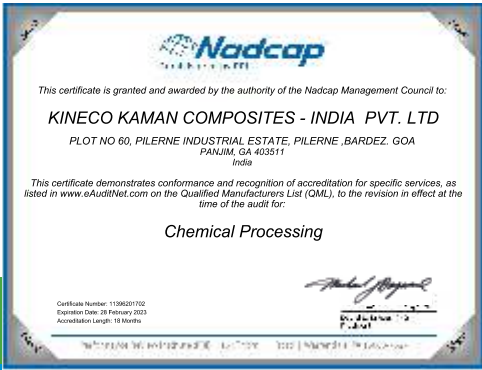 Nadcap
This certificate is granted and awarded by the authority of the Nadcap Management Council to:
KINECO KAMAN COMPOSITES - INDIA PVT. LTD
PLOT NO 60, PILERNE INDUSTRIAL ESTATE, PILERNE ,BARDEZ. GOA
PANJIM, GA 403511
India
This certificate demonstrates conformance and recognition of accreditation for specific services, as
listed in www.eAuditNet.com on the Qualified Manufacturers List (QML), to the revision in effect at the
time of the audit for:
Chemical Processing
Certificate Number: 11396201702
Expiration Date: 28 February 2023
Accreditation Length: 18 Months